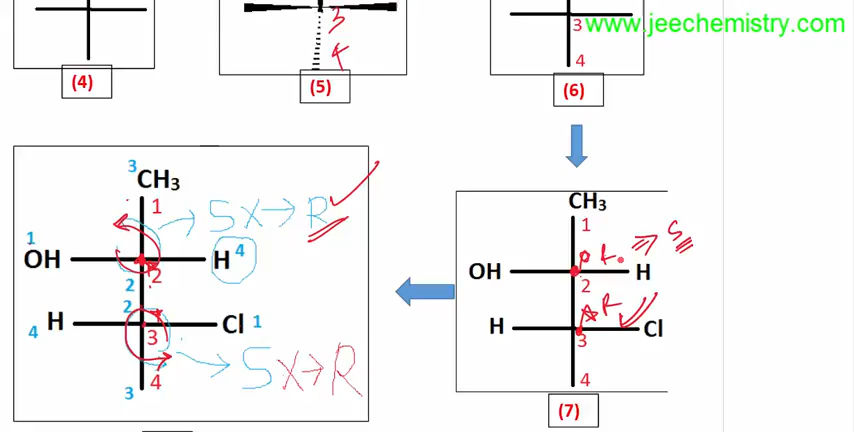 www.jeechemistry.com
3
4
3
4
(4)
(5)
(6)
3
CH₃
1
S X → R ✓
1
OH
H 4
2
2
2
H
4
Cl 1
3
4
3
S X → R
CH₃
1
R → S
OH
H
2
R ✓
H
Cl
3
4
(7)